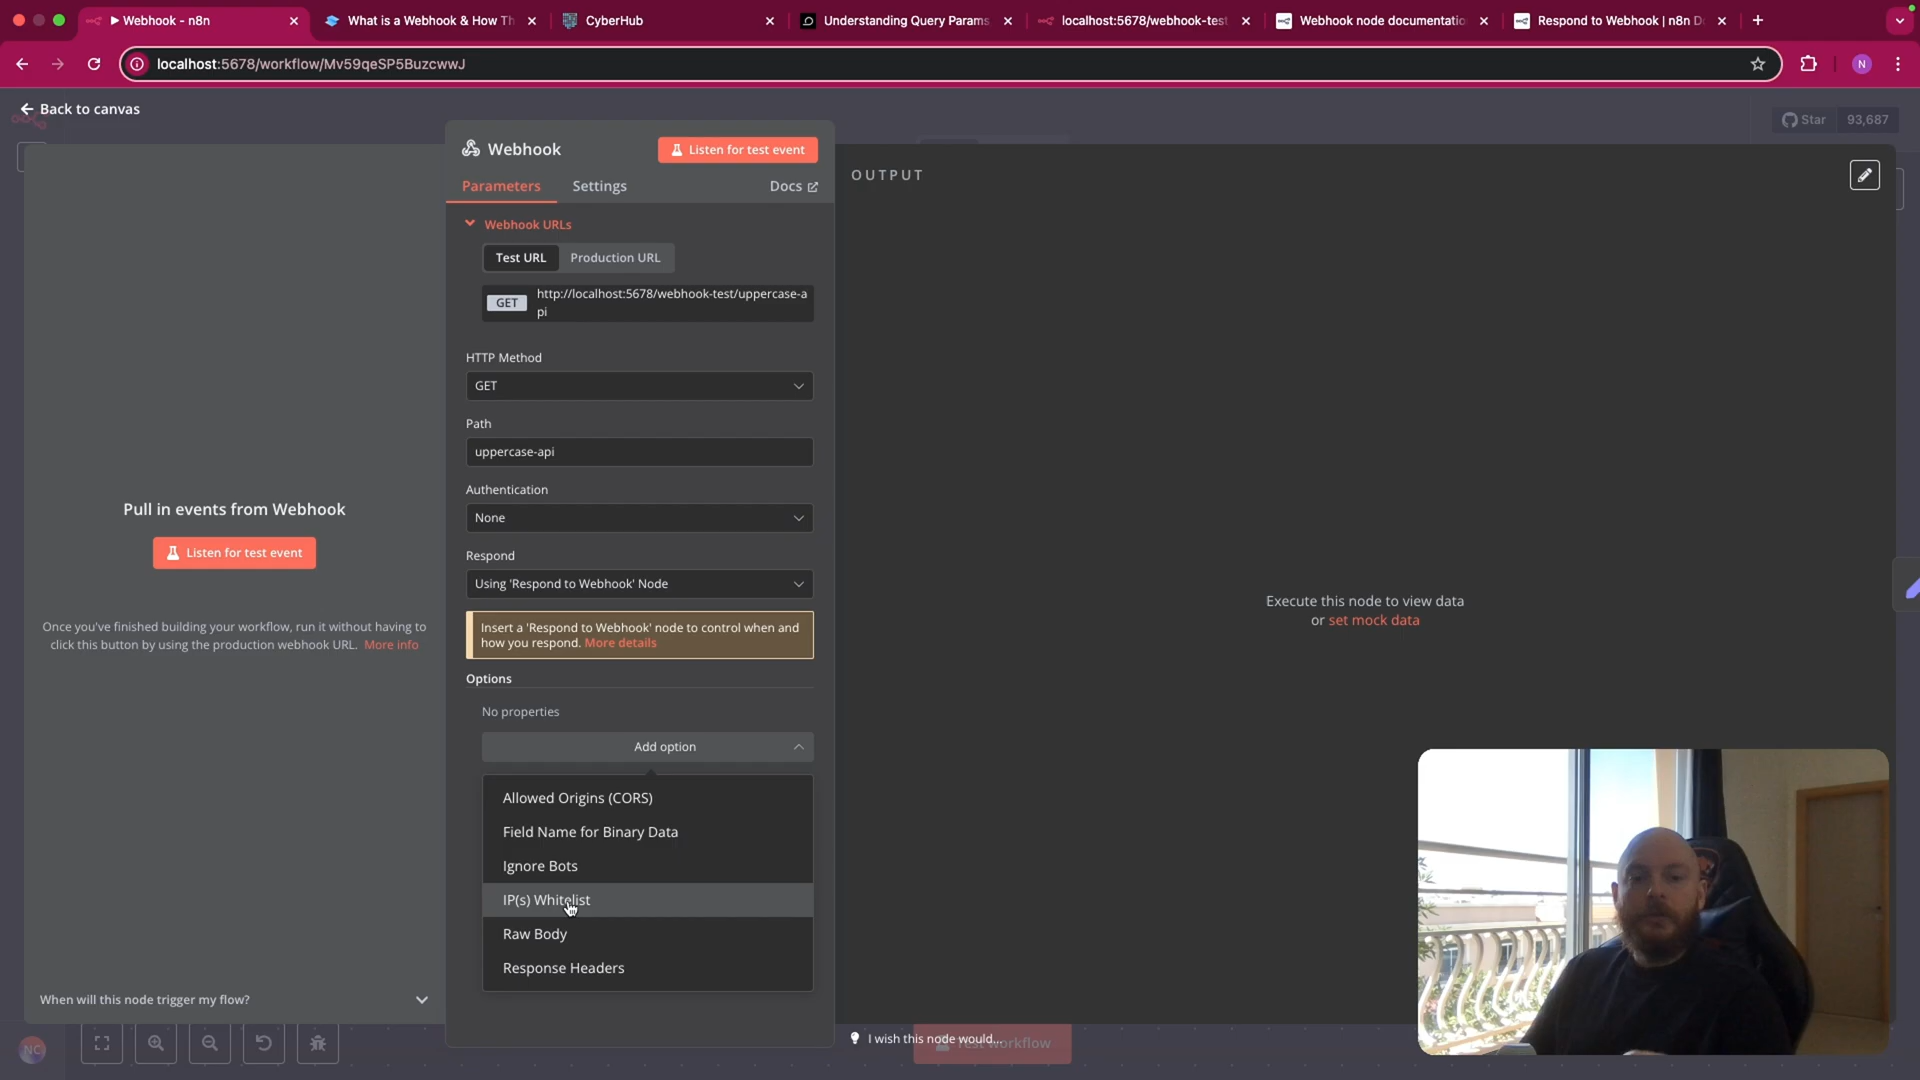 ▶ Webhook - n8n
What is a Webhook & How Th
CyberHub
Understanding Query Params
localhost:5678/webhook-test
Webhook node documentatio
Respond to Webhook | n8n D
localhost:5678/workflow/Mv59qeSP5BuzcwwJ
N
Back to canvas
Star 93,687
Webhook
Listen for test event
Parameters
Settings
Docs
OUTPUT
Webhook URLs
Test URL
Production URL
GET
http://localhost:5678/webhook-test/uppercase-a
pi
HTTP Method
GET
Path
uppercase-api
Authentication
None
Respond
Using 'Respond to Webhook' Node
Insert a 'Respond to Webhook' node to control when and
how you respond. More details
Options
No properties
Add option
Allowed Origins (CORS)
Field Name for Binary Data
Ignore Bots
IP(s) Whitelist
Raw Body
Response Headers
Pull in events from Webhook
Listen for test event
Once you've finished building your workflow, run it without having to
click this button by using the production webhook URL. More info
When will this node trigger my flow?
Execute this node to view data
or set mock data
I wish this node would...
Test workflow
NC